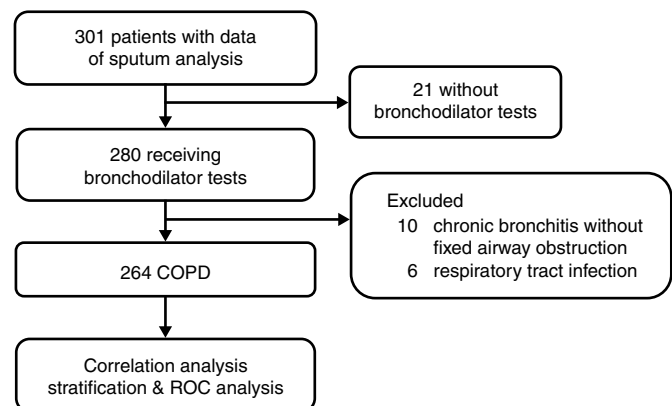 301 patients with data
of sputum analysis
21 without
bronchodilator tests
280 receiving
bronchodilator tests
Excluded
10 chronic bronchitis without
fixed airway obstruction
6 respiratory tract infection
264 COPD
Correlation analysis
stratification & ROC analysis